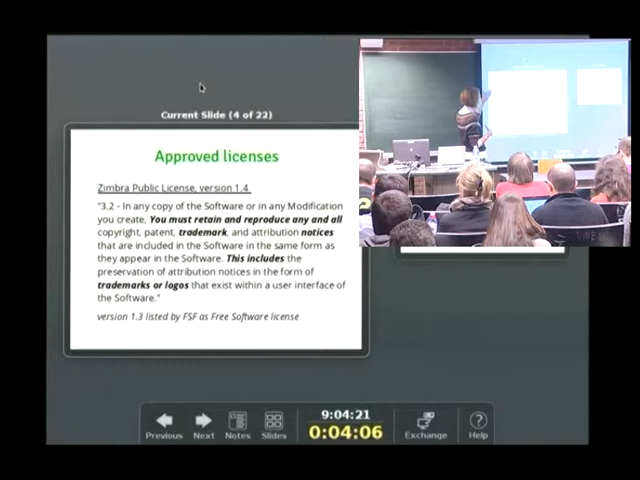 Current Slide (4 of 22)
Approved licenses
Zimbra Public License, version 1.4
"3.2 - In any copy of the Software or in any Modification
you create, You must retain and reproduce any and all
copyright, patent, trademark, and attribution notices
that are included in the Software in the same form as
they appear in the Software. This includes the
preservation of attribution notices in the form of
trademarks or logos that exist within a user interface of
the Software."
version 1.3 listed by FSF as Free Software license
Previous
Next
Notes
Slides
9:04:21
0:04:06
Exchange
Help